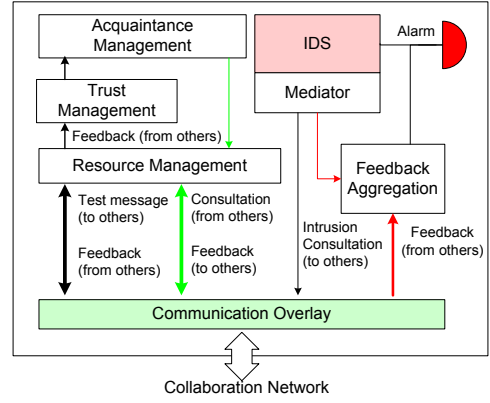 Acquaintance
Management
IDS
Alarm
Mediator
Trust
Management
Feedback (from others)
Resource Management
Feedback
Aggregation
Test message
(to others)
Feedback
(from others)
Consultation
(from others)
Feedback
(to others)
Intrusion
Consultation
(to others)
Feedback
(from others)
Communication Overlay
Collaboration Network